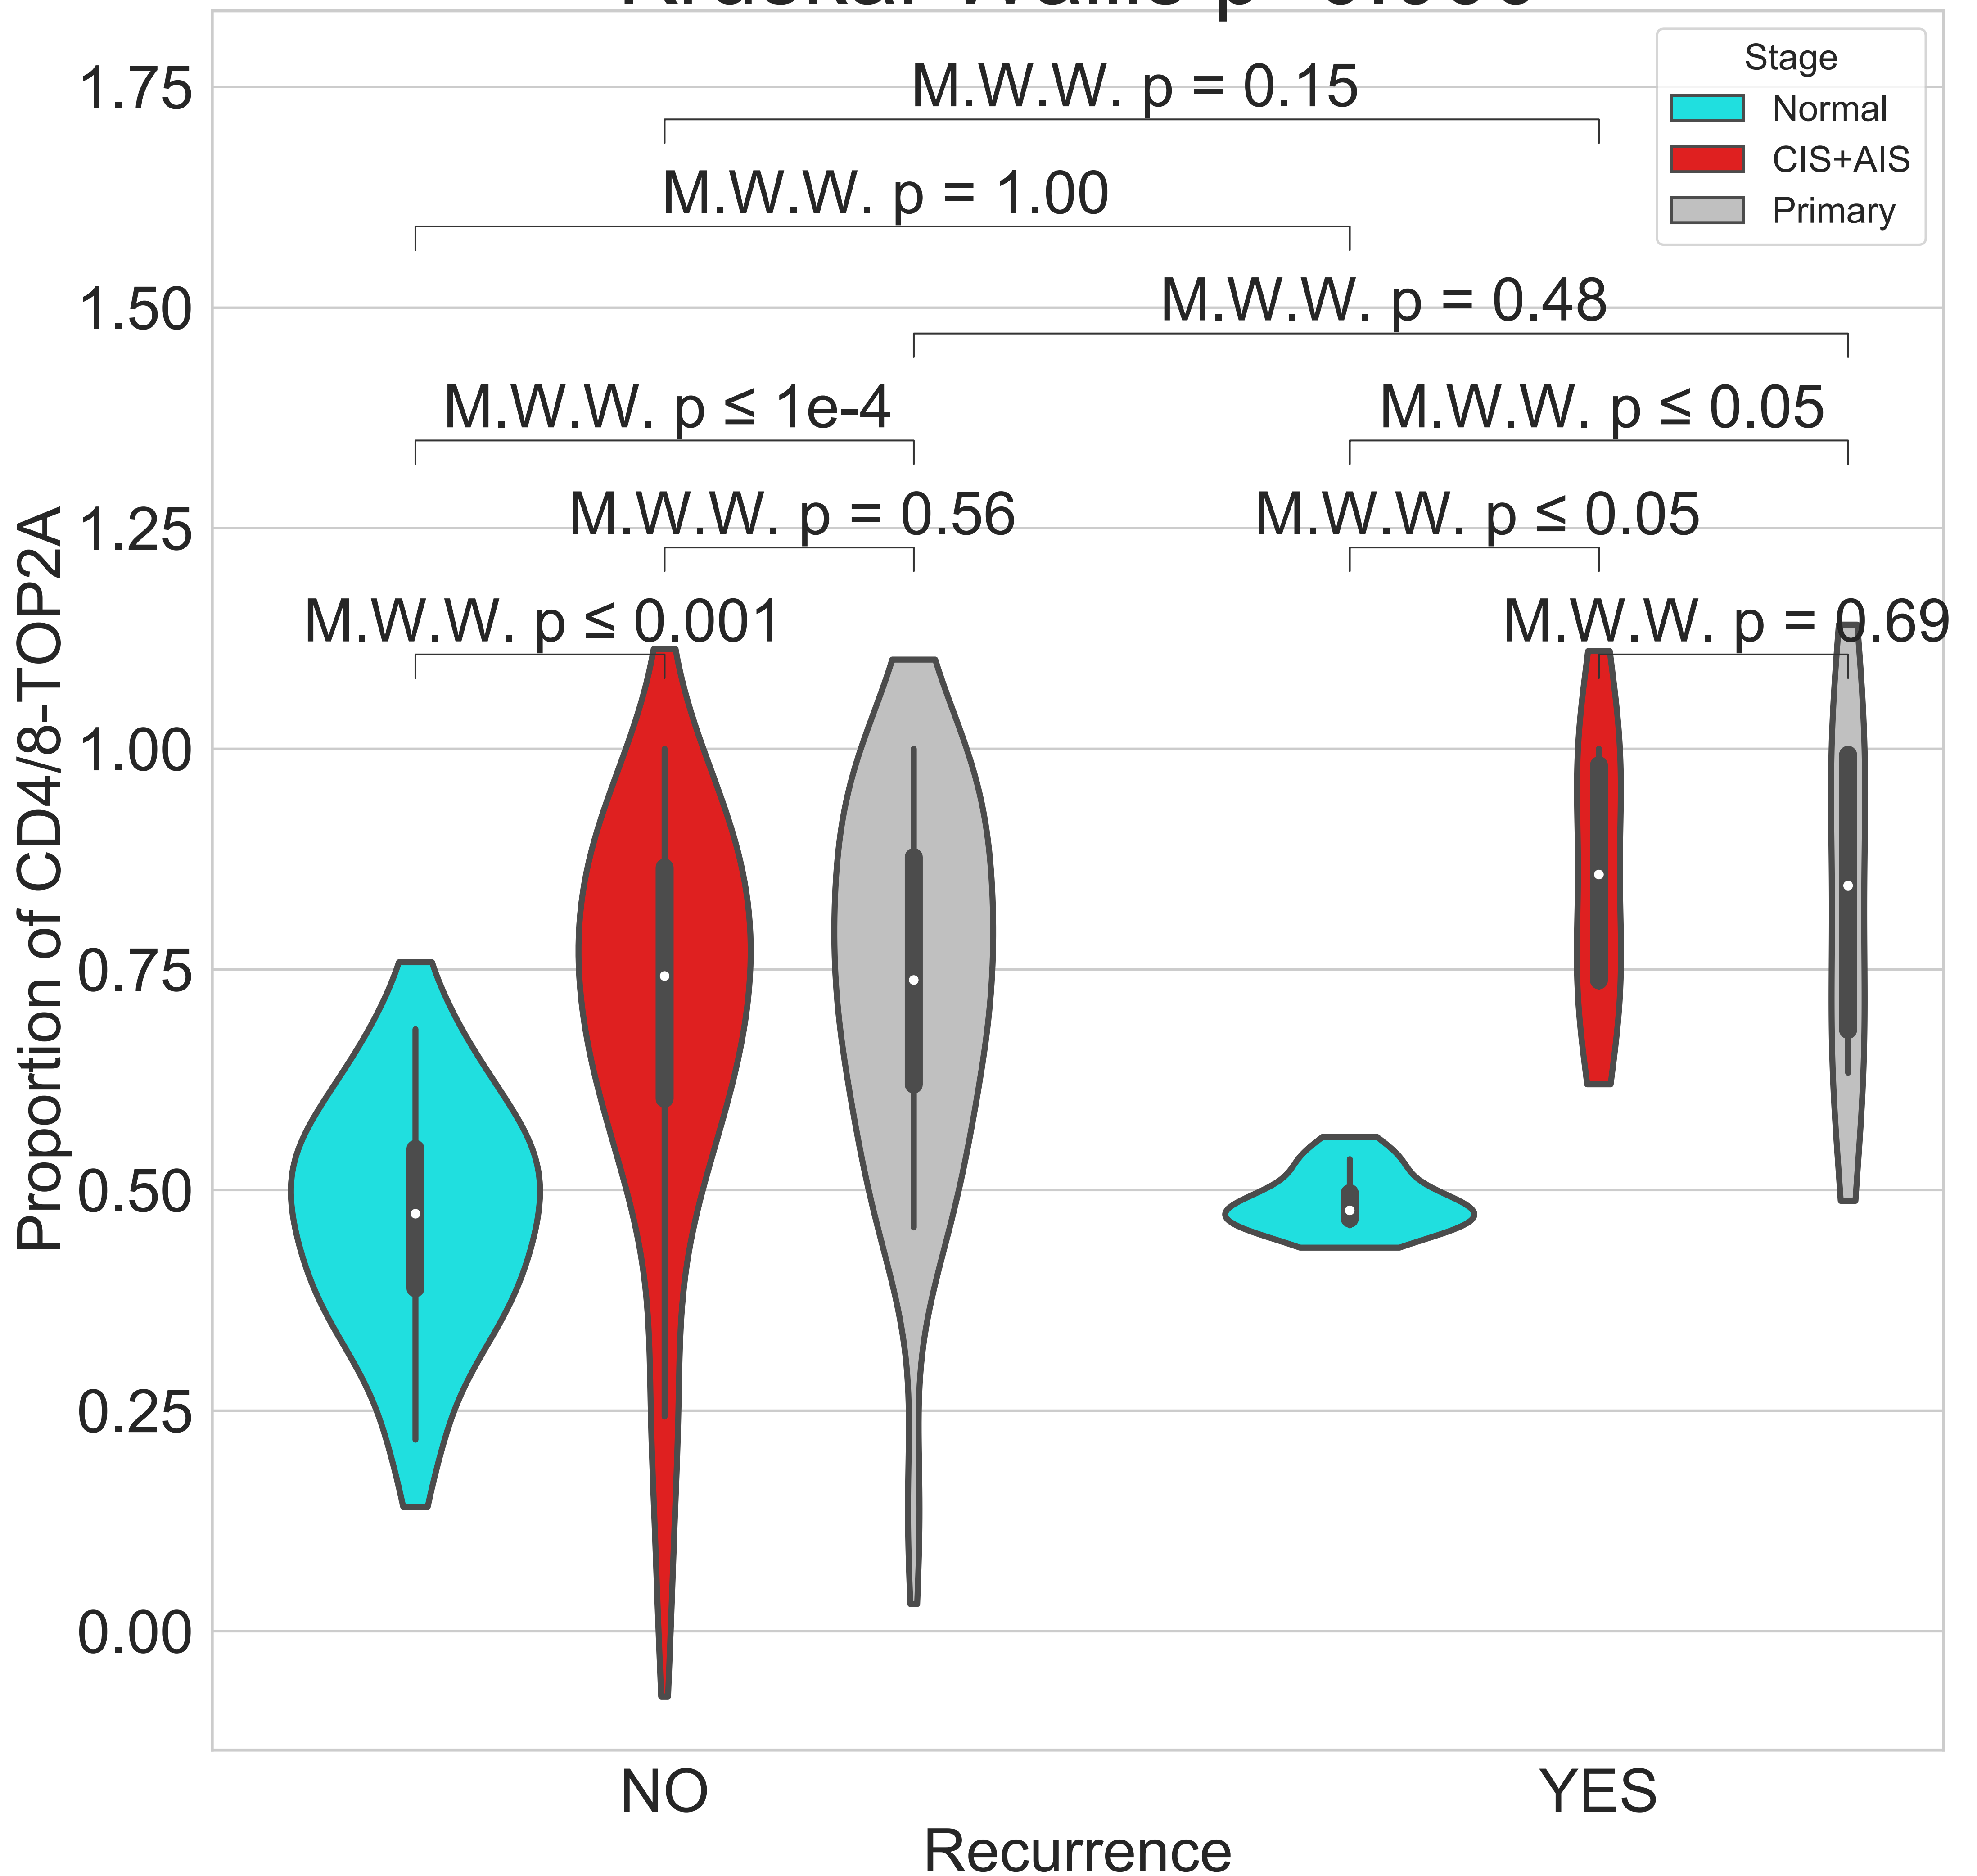 Stage
Normal
CIS+AIS
Primary
M.W.W. p = 0.15
M.W.W. p = 1.00
M.W.W. p = 0.48
M.W.W. p ≤ 1e-4
M.W.W. p ≤ 0.05
M.W.W. p = 0.56
M.W.W. p ≤ 0.05
M.W.W. p ≤ 0.001
M.W.W. p = 0.69
1.75
1.50
1.25
1.00
0.75
0.50
0.25
0.00
Proportion of CD4/8-TOP2A
NO
YES
Recurrence